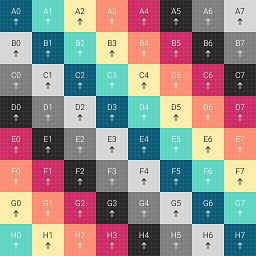 A0 A1 A2 A3 A4 A5 A6 A7
↑ ↑ ↑ ↑ ↑ ↑ ↑ ↑
B0 B1 B2 B3 B4 B5 B6 B7
↑ ↑ ↑ ↑ ↑ ↑ ↑ ↑
C0 C1 C2 C3 C4 C5 C6 C7
↑ ↑ ↑ ↑ ↑ ↑ ↑ ↑
D0 D1 D2 D3 D4 D5 D6 D7
↑ ↑ ↑ ↑ ↑ ↑ ↑ ↑
E0 E1 E2 E3 E4 E5 E6 E7
↑ ↑ ↑ ↑ ↑ ↑ ↑ ↑
F0 F1 F2 F3 F4 F5 F6 F7
↑ ↑ ↑ ↑ ↑ ↑ ↑ ↑
G0 G1 G2 G3 G4 G5 G6 G7
↑ ↑ ↑ ↑ ↑ ↑ ↑ ↑
H0 H1 H2 H3 H4 H5 H6 H7
↑ ↑ ↑ ↑ ↑ ↑ ↑ ↑